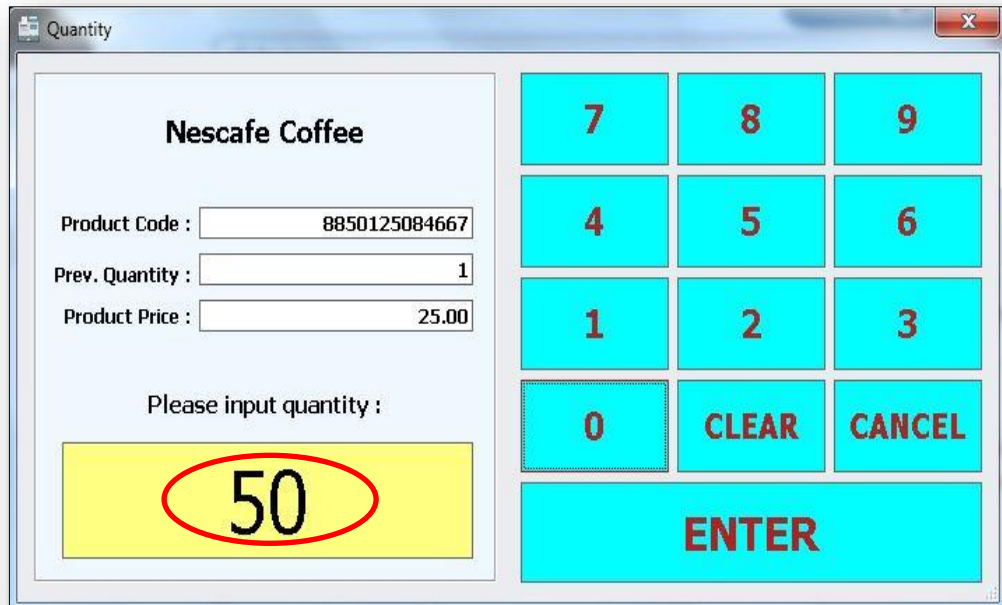 Quantity
X
Nescafe Coffee
Product Code : 8850125084667
Prev. Quantity : 1
Product Price : 25.00
Please input quantity :
50
7 8 9
4 5 6
1 2 3
0 CLEAR CANCEL
ENTER